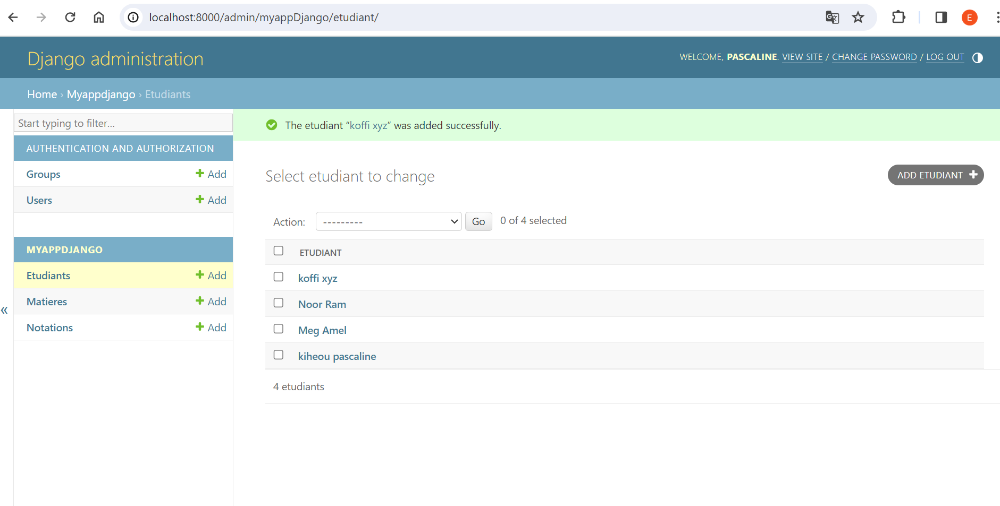 localhost:8000/admin/myappDjango/etudiant/
E
Django administration
WELCOME, PASCALINE. VIEW SITE / CHANGE PASSWORD / LOG OUT
Home › Myappdjango › Etudiants
Start typing to filter...
AUTHENTICATION AND AUTHORIZATION
Groups + Add
Users + Add
MYAPPDJANGO
Etudiants + Add
Matieres + Add
Notations + Add
«
The etudiant “koffi xyz” was added successfully.
Select etudiant to change
ADD ETUDIANT +
Action: --------- Go 0 of 4 selected
ETUDIANT
koffi xyz
Noor Ram
Meg Amel
kiheou pascaline
4 etudiants